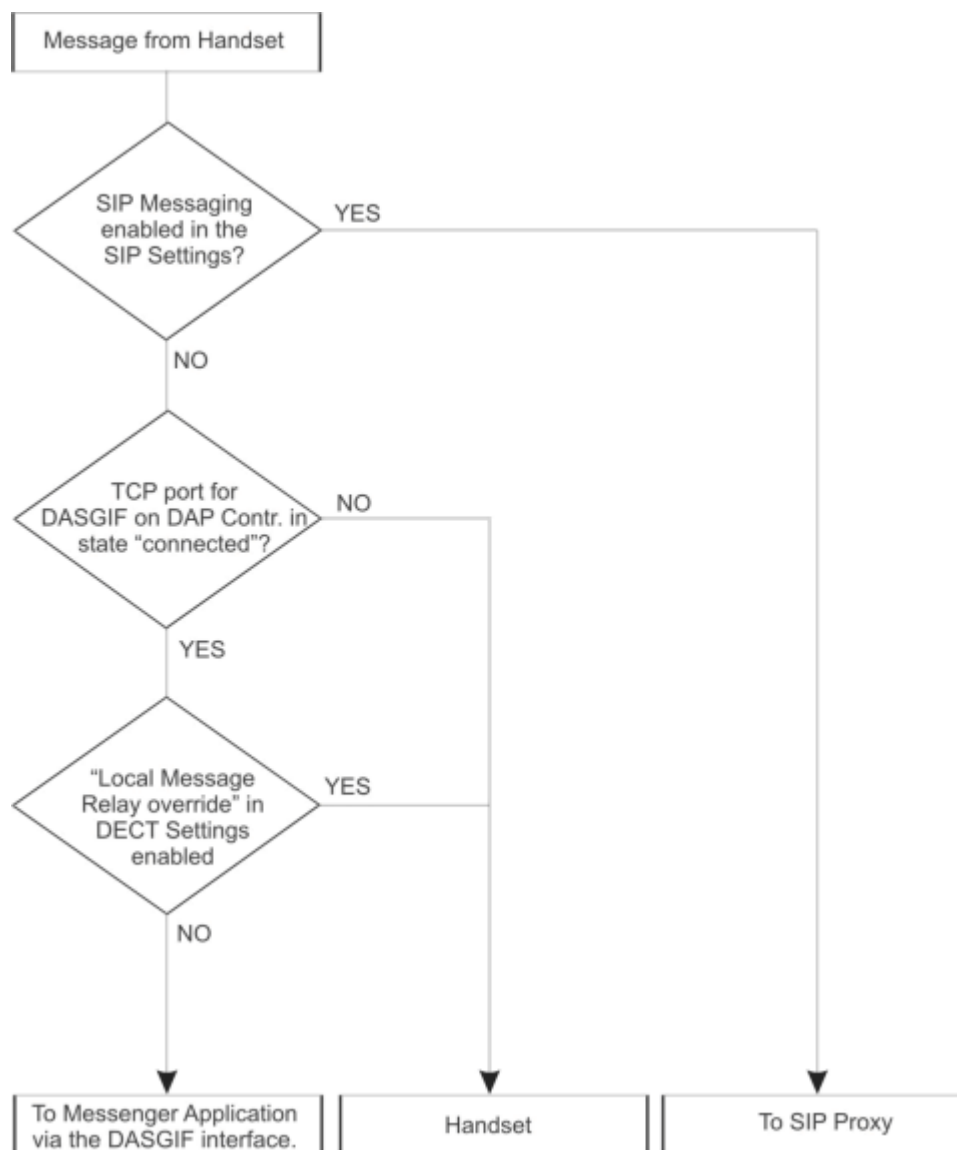 Message from Handset
SIP Messaging
enabled in the
SIP Settings?
YES
NO
TCP port for
DASGIF on DAP Contr. in
state “connected”?
NO
YES
“Local Message
Relay override” in
DECT Settings
enabled
YES
NO
To Messenger Application
via the DASGIF interface.
Handset
To SIP Proxy